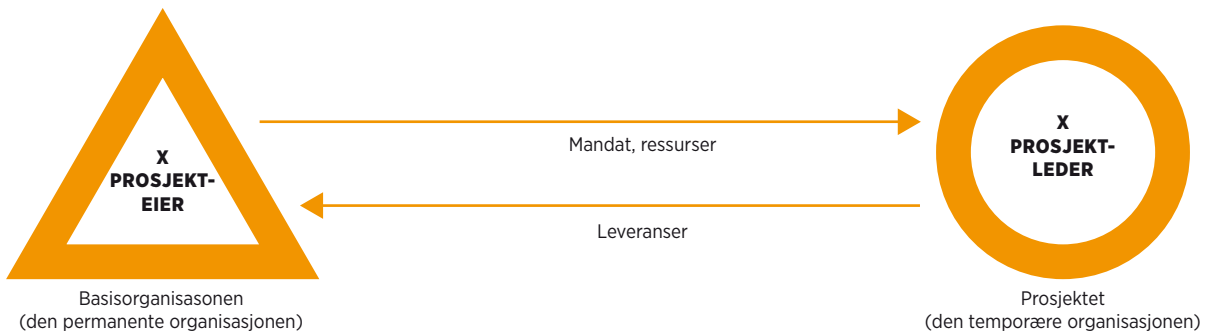 X
PROSJEKT-
EIER
Basisorganisasonen
(den permanente organisasjonen)
Mandat, ressurser
Leveranser
X
PROSJEKT-
LEDER
Prosjektet
(den temporære organisasjonen)